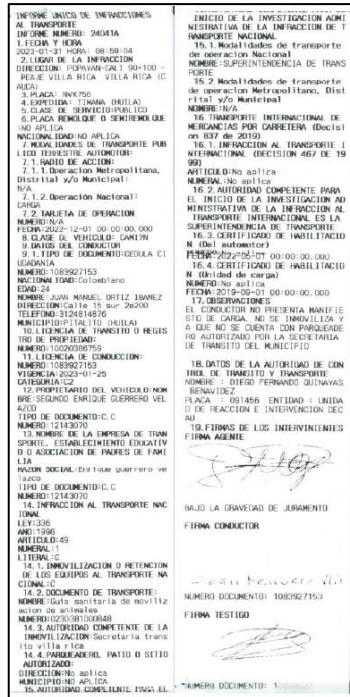 INFORME UNICO DE INFRACCIONES
AL TRANSPORTE
INFORME NUMERO: 24041A
1.FECHA Y HORA
2023-01-31 HORA: 08:59:04
2.LUGAR DE LA INFRACCION
DIRECCION: POPAYAN-CALI 90+100 -
PEAJE VILLA RICA VILLA RICA (C
AUCA)
3.PLACA: NVK756
4.EXPEDIDA: TIMANA (HUILA)
5.CLASE DE SERVICIO:PUBLICO
6.PLACA REMOLQUE O SEMIREMOLQUE
:NO APLICA
NACIONALIDAD:NO APLICA
7.MODALIDADES DE TRANSPORTE PUB
LICO TERRESTRE AUTOMOTOR:
7.1.RADIO DE ACCION:
7.1.1.Operacion Metropolitana,
Distrital y/o Municipal:
N/A
7.1.2.Operación Nacional:
CARGA
7.2.TARJETA DE OPERACION
NUMERO:N/A
FECHA:2022-12-01 00:00:00.000
8.CLASE DE VEHICULO: CAMI?N
9.DATOS DEL CONDUCTOR
9.1.TIPO DE DOCUMENTO:CEDULA CI
UDADANIA
NUMERO:1083927153
NACIONALIDAD:Colombiano
EDAD:24
NOMBRE:JUAN MANUEL ORTIZ IBANEZ
DIRECCION:Calle 15 sur 2e200
TELEFONO:3124814876
MUNICIPIO:PITALITO (HUILA)
10.LICENCIA DE TRANSITO O REGIS
TRO DE PROPIEDAD:
NUMERO:10020386759
11.LICENCIA DE CONDUCCION:
NUMERO:1083927153
VIGENCIA:2023-01-25
CATEGORIA:C2
12.PROPIETARIO DEL VEHICULO:NOM
BRE:SEGUNDO ENRIQUE GUERRERO VEL
AZCO
TIPO DE DOCUMENTO:C.C
NUMERO:12143070
13.NOMBRE DE LA EMPRESA DE TRAN
SPORTE, ESTABLECIMIENTO EDUCATIV
O O ASOCIACION DE PADRES DE FAMI
LIA
RAZON SOCIAL:Enrique guerrero ve
lazco
TIPO DE DOCUMENTO:C.C
NUMERO:12143070
14.INFRACCION AL TRANSPORTE NAC
IONAL
LEY:336
ANO:1996
ARTICULO:49
NUMERAL:1
LITERAL:C
14.1.INMOVILIZACION O RETENCION
DE LOS EQUIPOS AL TRANSPORTE NA
CIONAL:C
14.2.DOCUMENTO DE TRANSPORTE:
NOMBRE:Guia sanitaria de moviliz
acion de animales
NUMERO:0230381000848
14.3.AUTORIDAD COMPETENTE DE LA
INMOVILIZACION:Secretaria trans
ito villa rica
14.4.PARQUEADERO, PATIO O SITIO
AUTORIZADO:
DIRECCION:No aplica
MUNICIPIO:NO APLICA
15.AUTORIDAD COMPETENTE PARA EL
INICIO DE LA INVESTIGACION ADMI
NISTRATIVA DE LA INFRACCION DE T
RANSPORTE NACIONAL
15.1.Modalidades de transporte
de operacion Nacional
NOMBRE:SUPERINTENDENCIA DE TRANS
PORTE
15.2.Modalidades de transporte
de operacion Metropolitano, Dist
rital y/o Municipal
NOMBRE:N/A
16.TRANSPORTE INTERNACIONAL DE
MERCANCIAS POR CARRETERA (Decisi
on 837 de 2019)
16.1.INFRACCION AL TRANSPORTE I
NTERNACIONAL (DECISION 467 DE 19
99)
ARTICULO:No aplica
NUMERAL:No aplica
16.2.AUTORIDAD COMPETENTE PARA
EL INICIO DE LA INVESTIGACION AD
MINISTRATIVA DE LA INFRACCION AL
TRANSPORTE INTERNACIONAL ES LA
SUPERINTENDENCIA DE TRANSPORTE
16.3.CERTIFICADO DE HABILITACIO
N (Del automotor)
FECHA:2022-05-01 00:00:00.000
16.4.CERTIFICADO DE HABILITACIO
N (Unidad de carga)
NUMERO:No aplica
FECHA:2019-09-01 00:00:00.000
17.OBSERVACIONES
EL CONDUCTOR NO PRESENTA MANIFIE
STO DE CARGA. NO SE INMOVILIZA Y
A QUE NO SE CUENTA CON PARQUEADE
RO AUTORIZADO POR LA SECRETARIA
DE TRANSITO DEL MUNICIPIO
18.DATOS DE LA AUTORIDAD DE CON
TROL DE TRANSITO Y TRANSPORTE
NOMBRE : DIEGO FERNANDO QUINAYAS
BENAVIDEZ
PLACA : 091456 ENTIDAD : UNIDA
D DE REACCION E INTERVENCION DEC
AU
19.FIRMAS DE LOS INTERVINIENTES
FIRMA AGENTE
BAJO LA GRAVEDAD DE JURAMENTO
FIRMA CONDUCTOR
NUMERO DOCUMENTO: 1083927153
FIRMA TESTIGO
NUMERO DOCUMENTO: